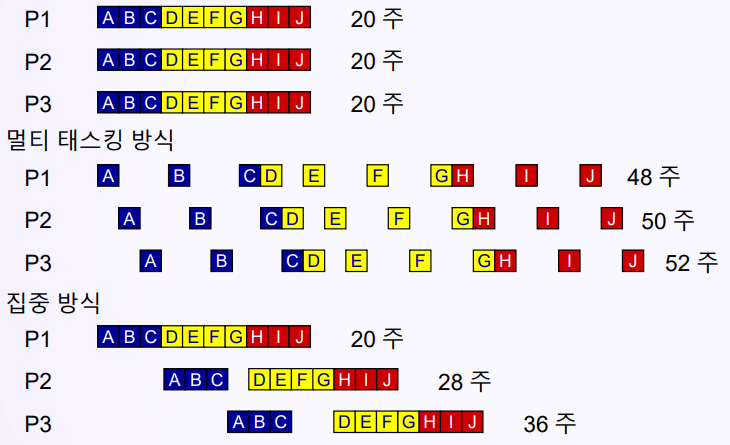 P1 A B C D E F G H I J 20 주
P2 A B C D E F G H I J 20 주
P3 A B C D E F G H I J 20 주
멀티 태스킹 방식
P1 A B C D E F G H I J 48 주
P2 A B C D E F G H I J 50 주
P3 A B C D E F G H I J 52 주
집중 방식
P1 A B C D E F G H I J 20 주
P2 A B C D E F G H I J 28 주
P3 A B C D E F G H I J 36 주